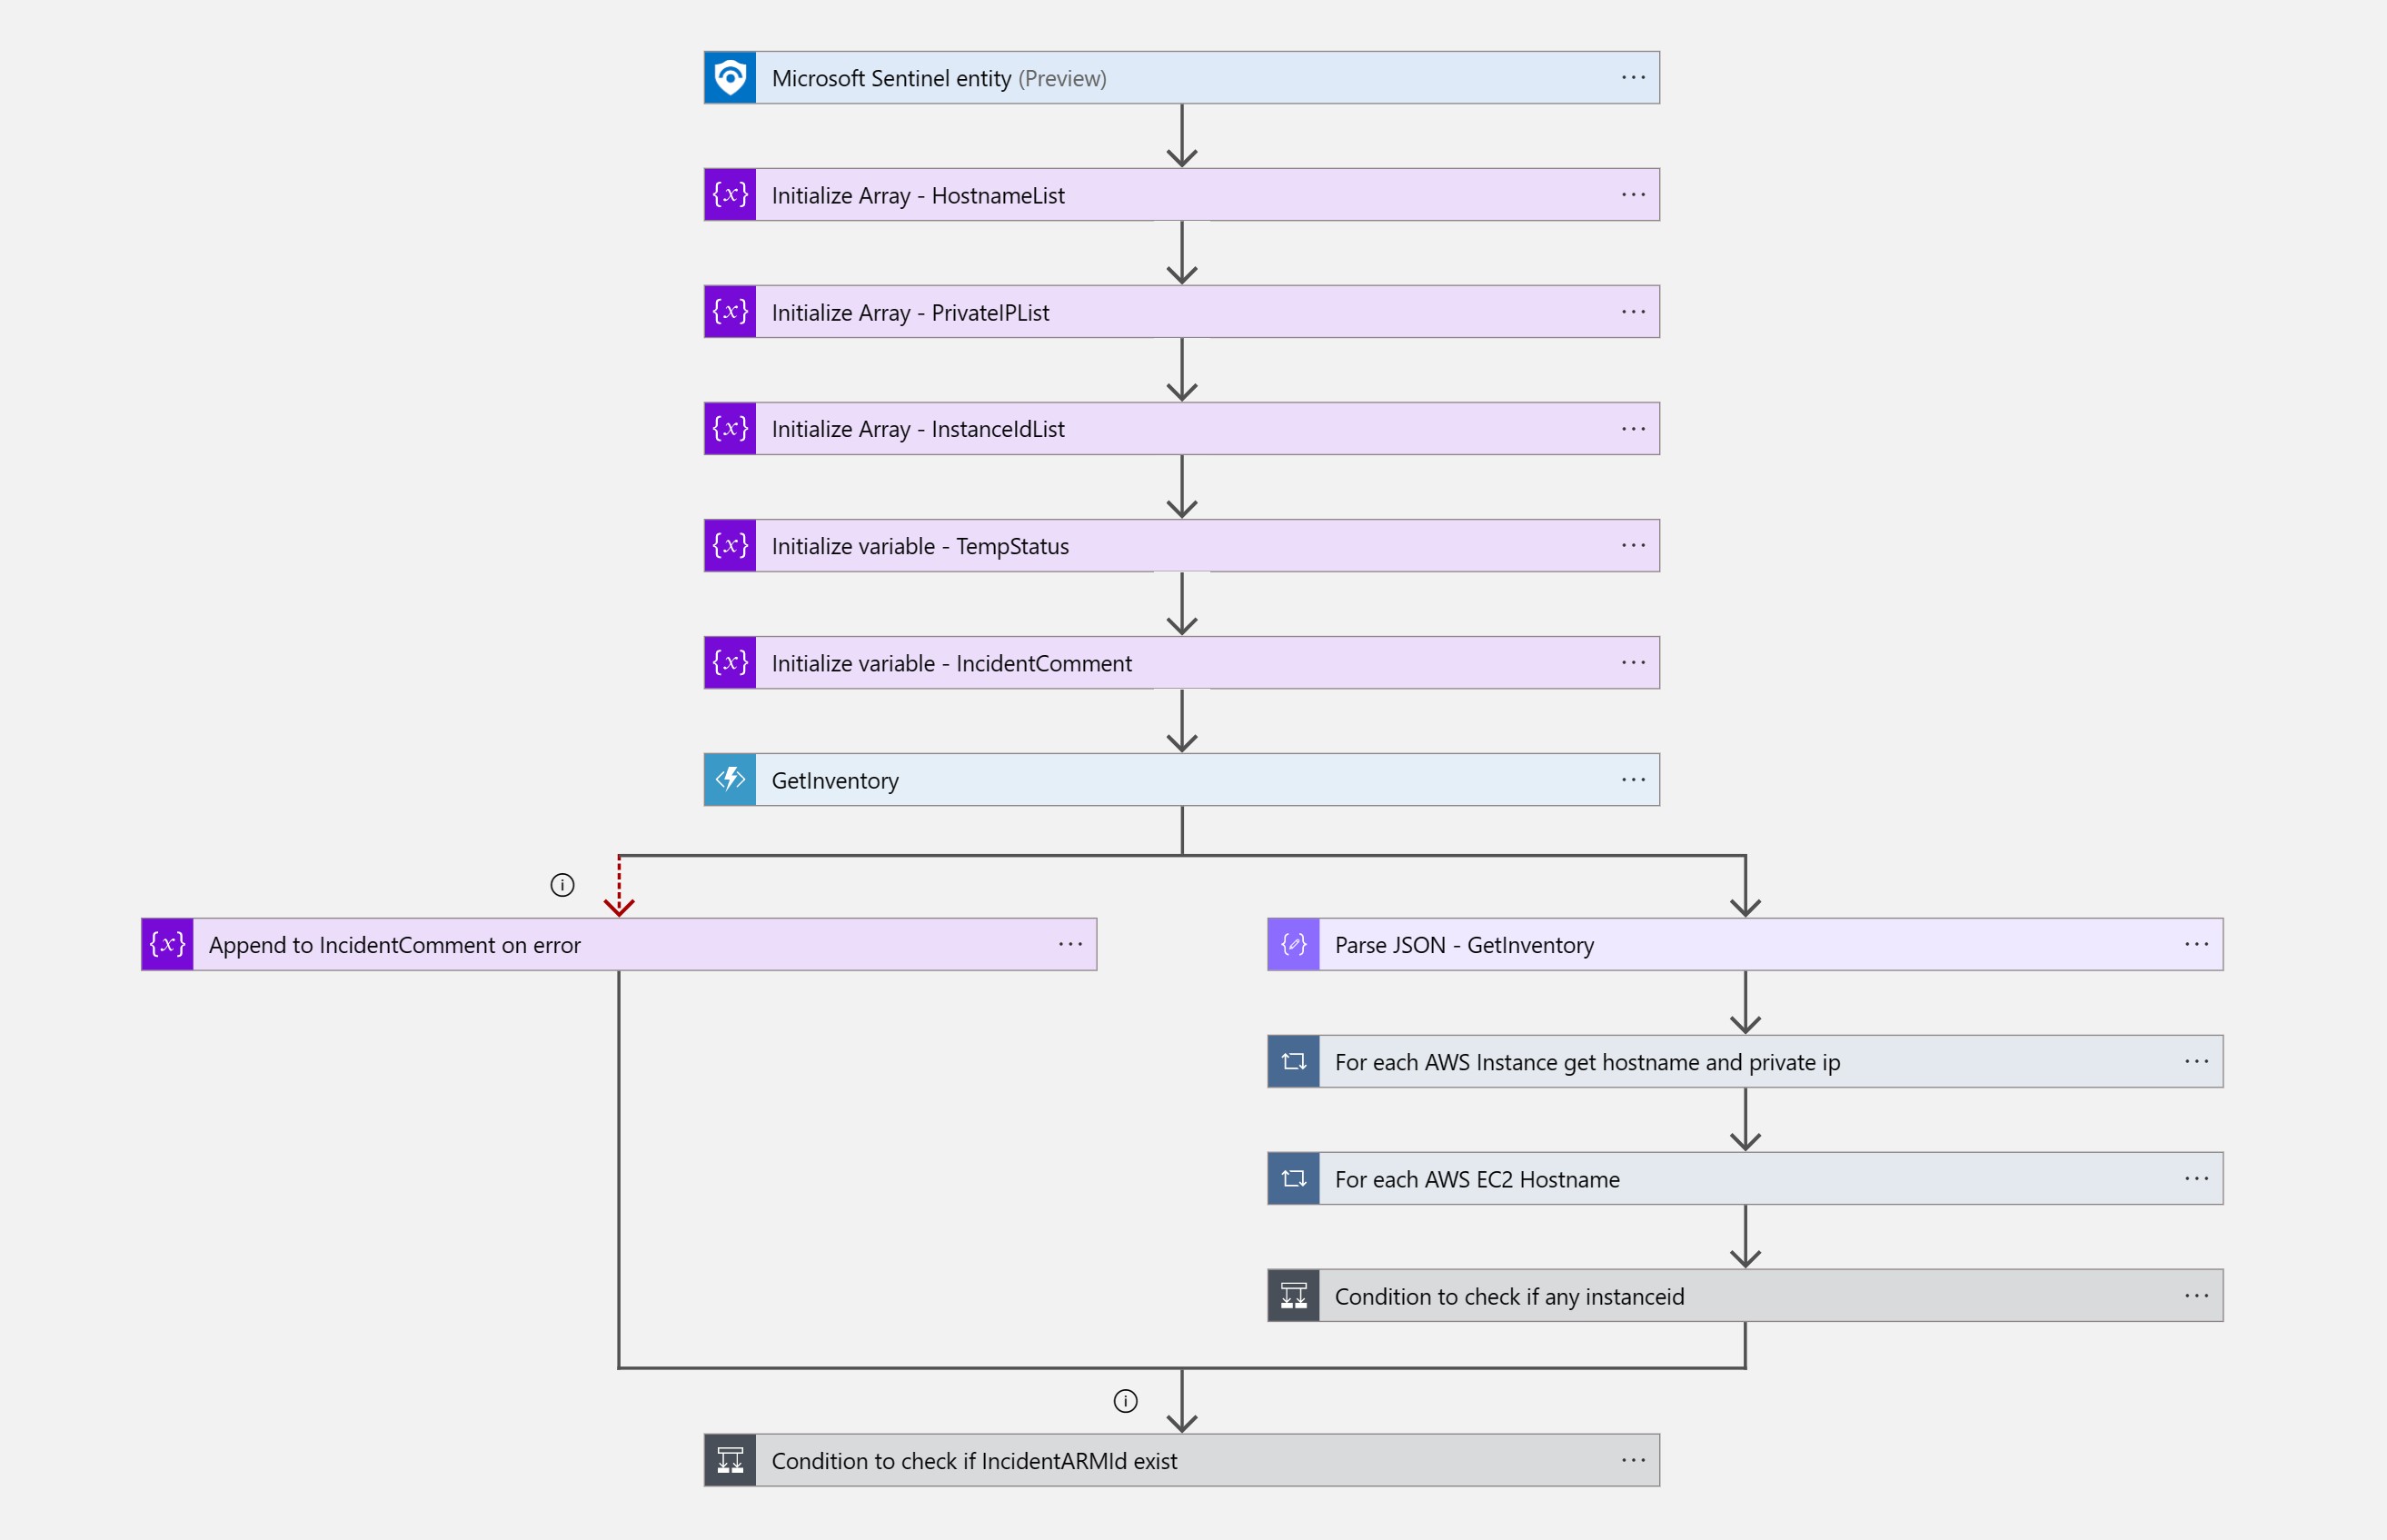 Microsoft Sentinel entity (Preview)
{x} Initialize Array - HostnameList
{x} Initialize Array - PrivateIPList
{x} Initialize Array - InstanceIdList
{x} Initialize variable - TempStatus
{x} Initialize variable - IncidentComment
GetInventory
{x} Append to IncidentComment on error
Parse JSON - GetInventory
For each AWS Instance get hostname and private ip
For each AWS EC2 Hostname
Condition to check if any instanceid
Condition to check if IncidentARMId exist